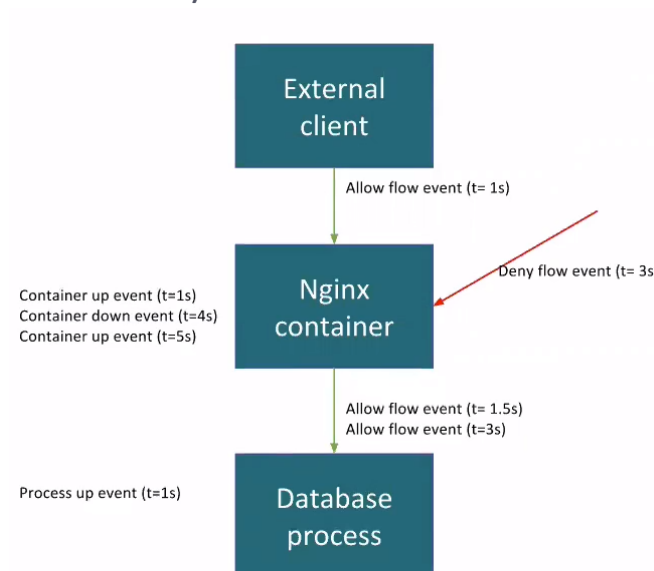 External
client
Allow flow event (t= 1s)
Deny flow event (t= 3s
Nginx
container
Container up event (t=1s)
Container down event (t=4s)
Container up event (t=5s)
Allow flow event (t= 1.5s)
Allow flow event (t=3s)
Process up event (t=1s)
Database
process